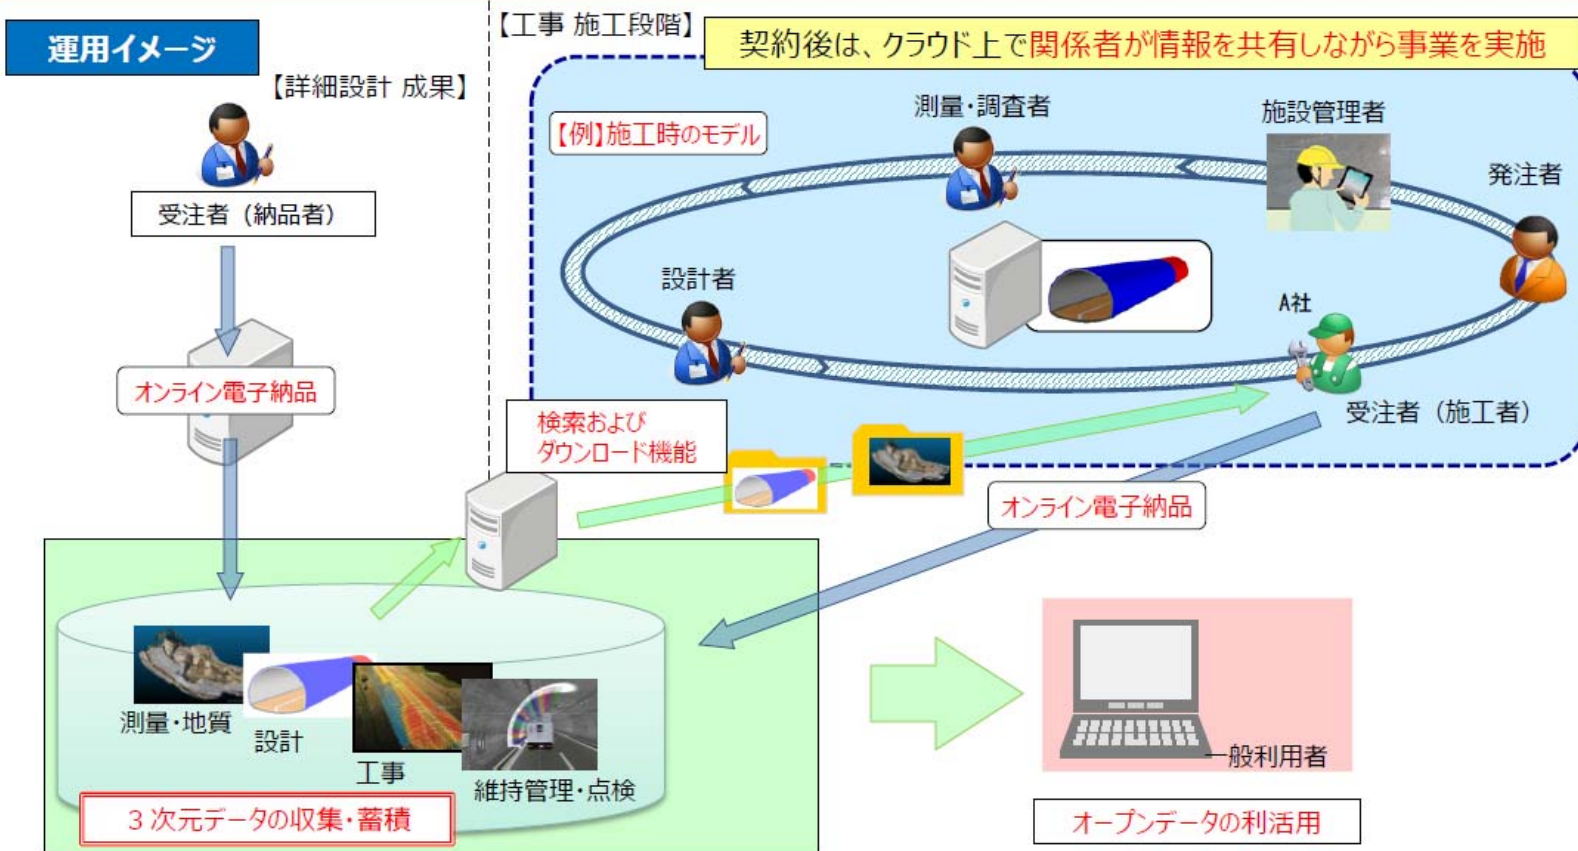 運用イメージ
【詳細設計 成果】
受注者（納品者）
オンライン電子納品
【工事 施工段階】
契約後は、クラウド上で関係者が情報を共有しながら事業を実施
【例】施工時のモデル
測量・調査者
施設管理者
発注者
設計者
A社
受注者（施工者）
検索および
ダウンロード機能
オンライン電子納品
測量・地質
設計
工事
維持管理・点検
３次元データの収集・蓄積
一般利用者
オープンデータの利活用